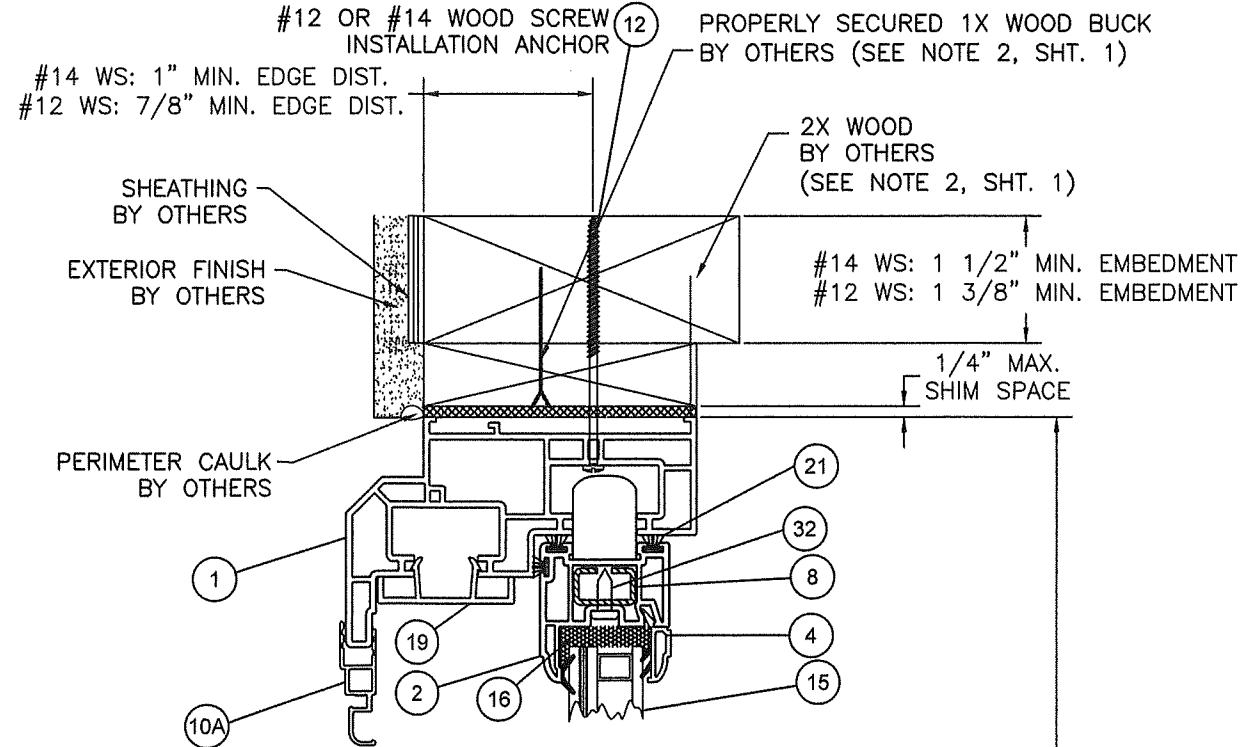 #12 OR #14 WOOD SCREW
INSTALLATION ANCHOR
12
PROPERLY SECURED 1X WOOD BUCK
BY OTHERS (SEE NOTE 2, SHT. 1)
#14 WS: 1" MIN. EDGE DIST.
#12 WS: 7/8" MIN. EDGE DIST.
2X WOOD
BY OTHERS
(SEE NOTE 2, SHT. 1)
SHEATHING
BY OTHERS
EXTERIOR FINISH
BY OTHERS
#14 WS: 1 1/2" MIN. EMBEDMENT
#12 WS: 1 3/8" MIN. EMBEDMENT
1/4" MAX.
SHIM SPACE
PERIMETER CAULK
BY OTHERS
21
32
1
8
19
4
2
16
15
10A